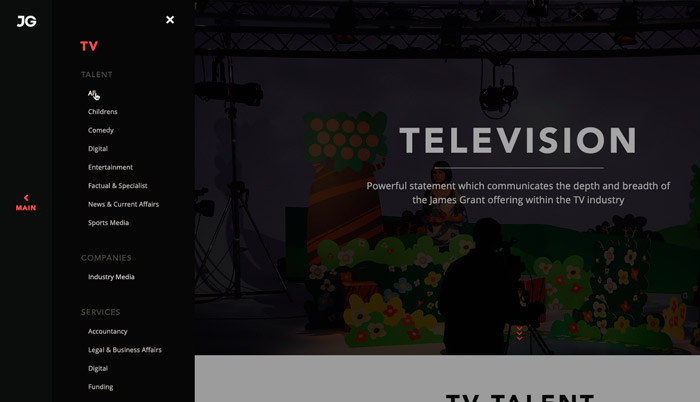 JG
TV
TALENT
All
Childrens
Comedy
Digital
Entertainment
Factual & Specialist
News & Current Affairs
Sports Media
COMPANIES
Industry Media
SERVICES
Accountancy
Legal & Business Affairs
Digital
Funding
MAIN
TELEVISION
Powerful statement which communicates the depth and breadth of
the James Grant offering within the TV industry
TV TALENT